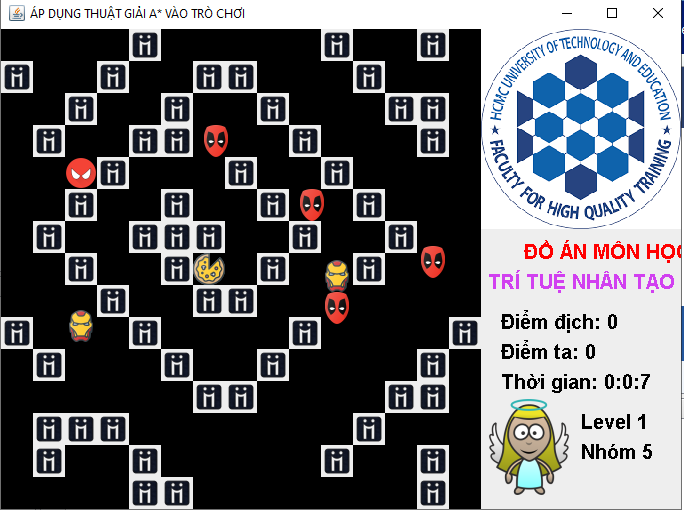 ÁP DỤNG THUẬT GIẢI A* VÀO TRÒ CHƠI
HCMC UNIVERSITY OF TECHNOLOGY AND EDUCATION
FACULTY FOR HIGH QUALITY TRAINING
ĐỒ ÁN MÔN HỌC
TRÍ TUỆ NHÂN TẠO
Điểm địch: 0
Điểm ta: 0
Thời gian: 0:0:7
Level 1
Nhóm 5